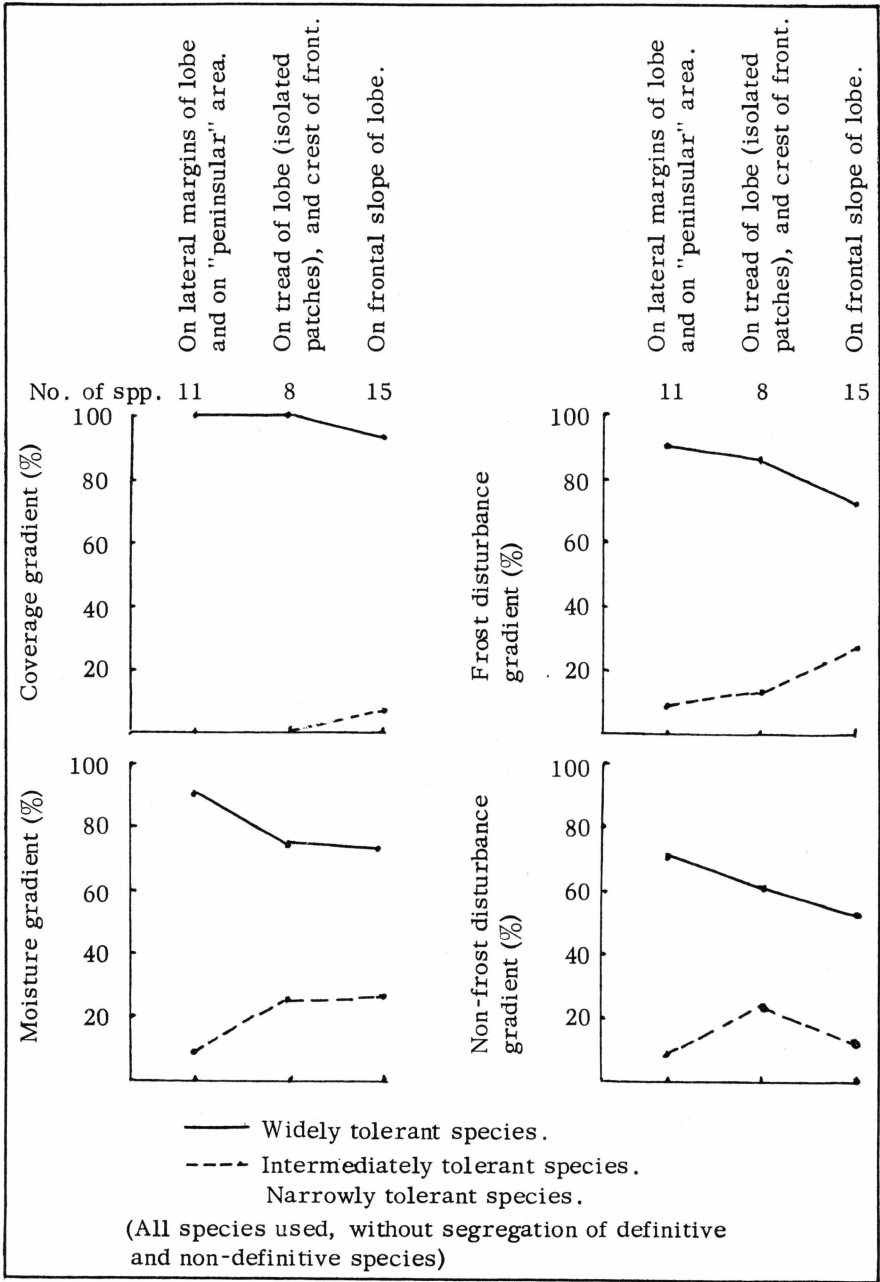 On lateral margins of lobe
and on "peninsular" area.
On tread of lobe (isolated
patches), and crest of front.
On frontal slope of lobe.
On lateral margins of lobe
and on "peninsular" area.
On tread of lobe (isolated
patches), and crest of front.
On frontal slope of lobe.
No. of spp. 11 8 15
11 8 15
Coverage gradient (%)
100
80
60
40
20
Frost disturbance
gradient (%)
100
80
60
40
20
Moisture gradient (%)
100
80
60
40
20
Non-frost disturbance
gradient (%)
100
80
60
40
20
Widely tolerant species.
Intermediately tolerant species.
Narrowly tolerant species.
(All species used, without segregation of definitive
and non-definitive species)